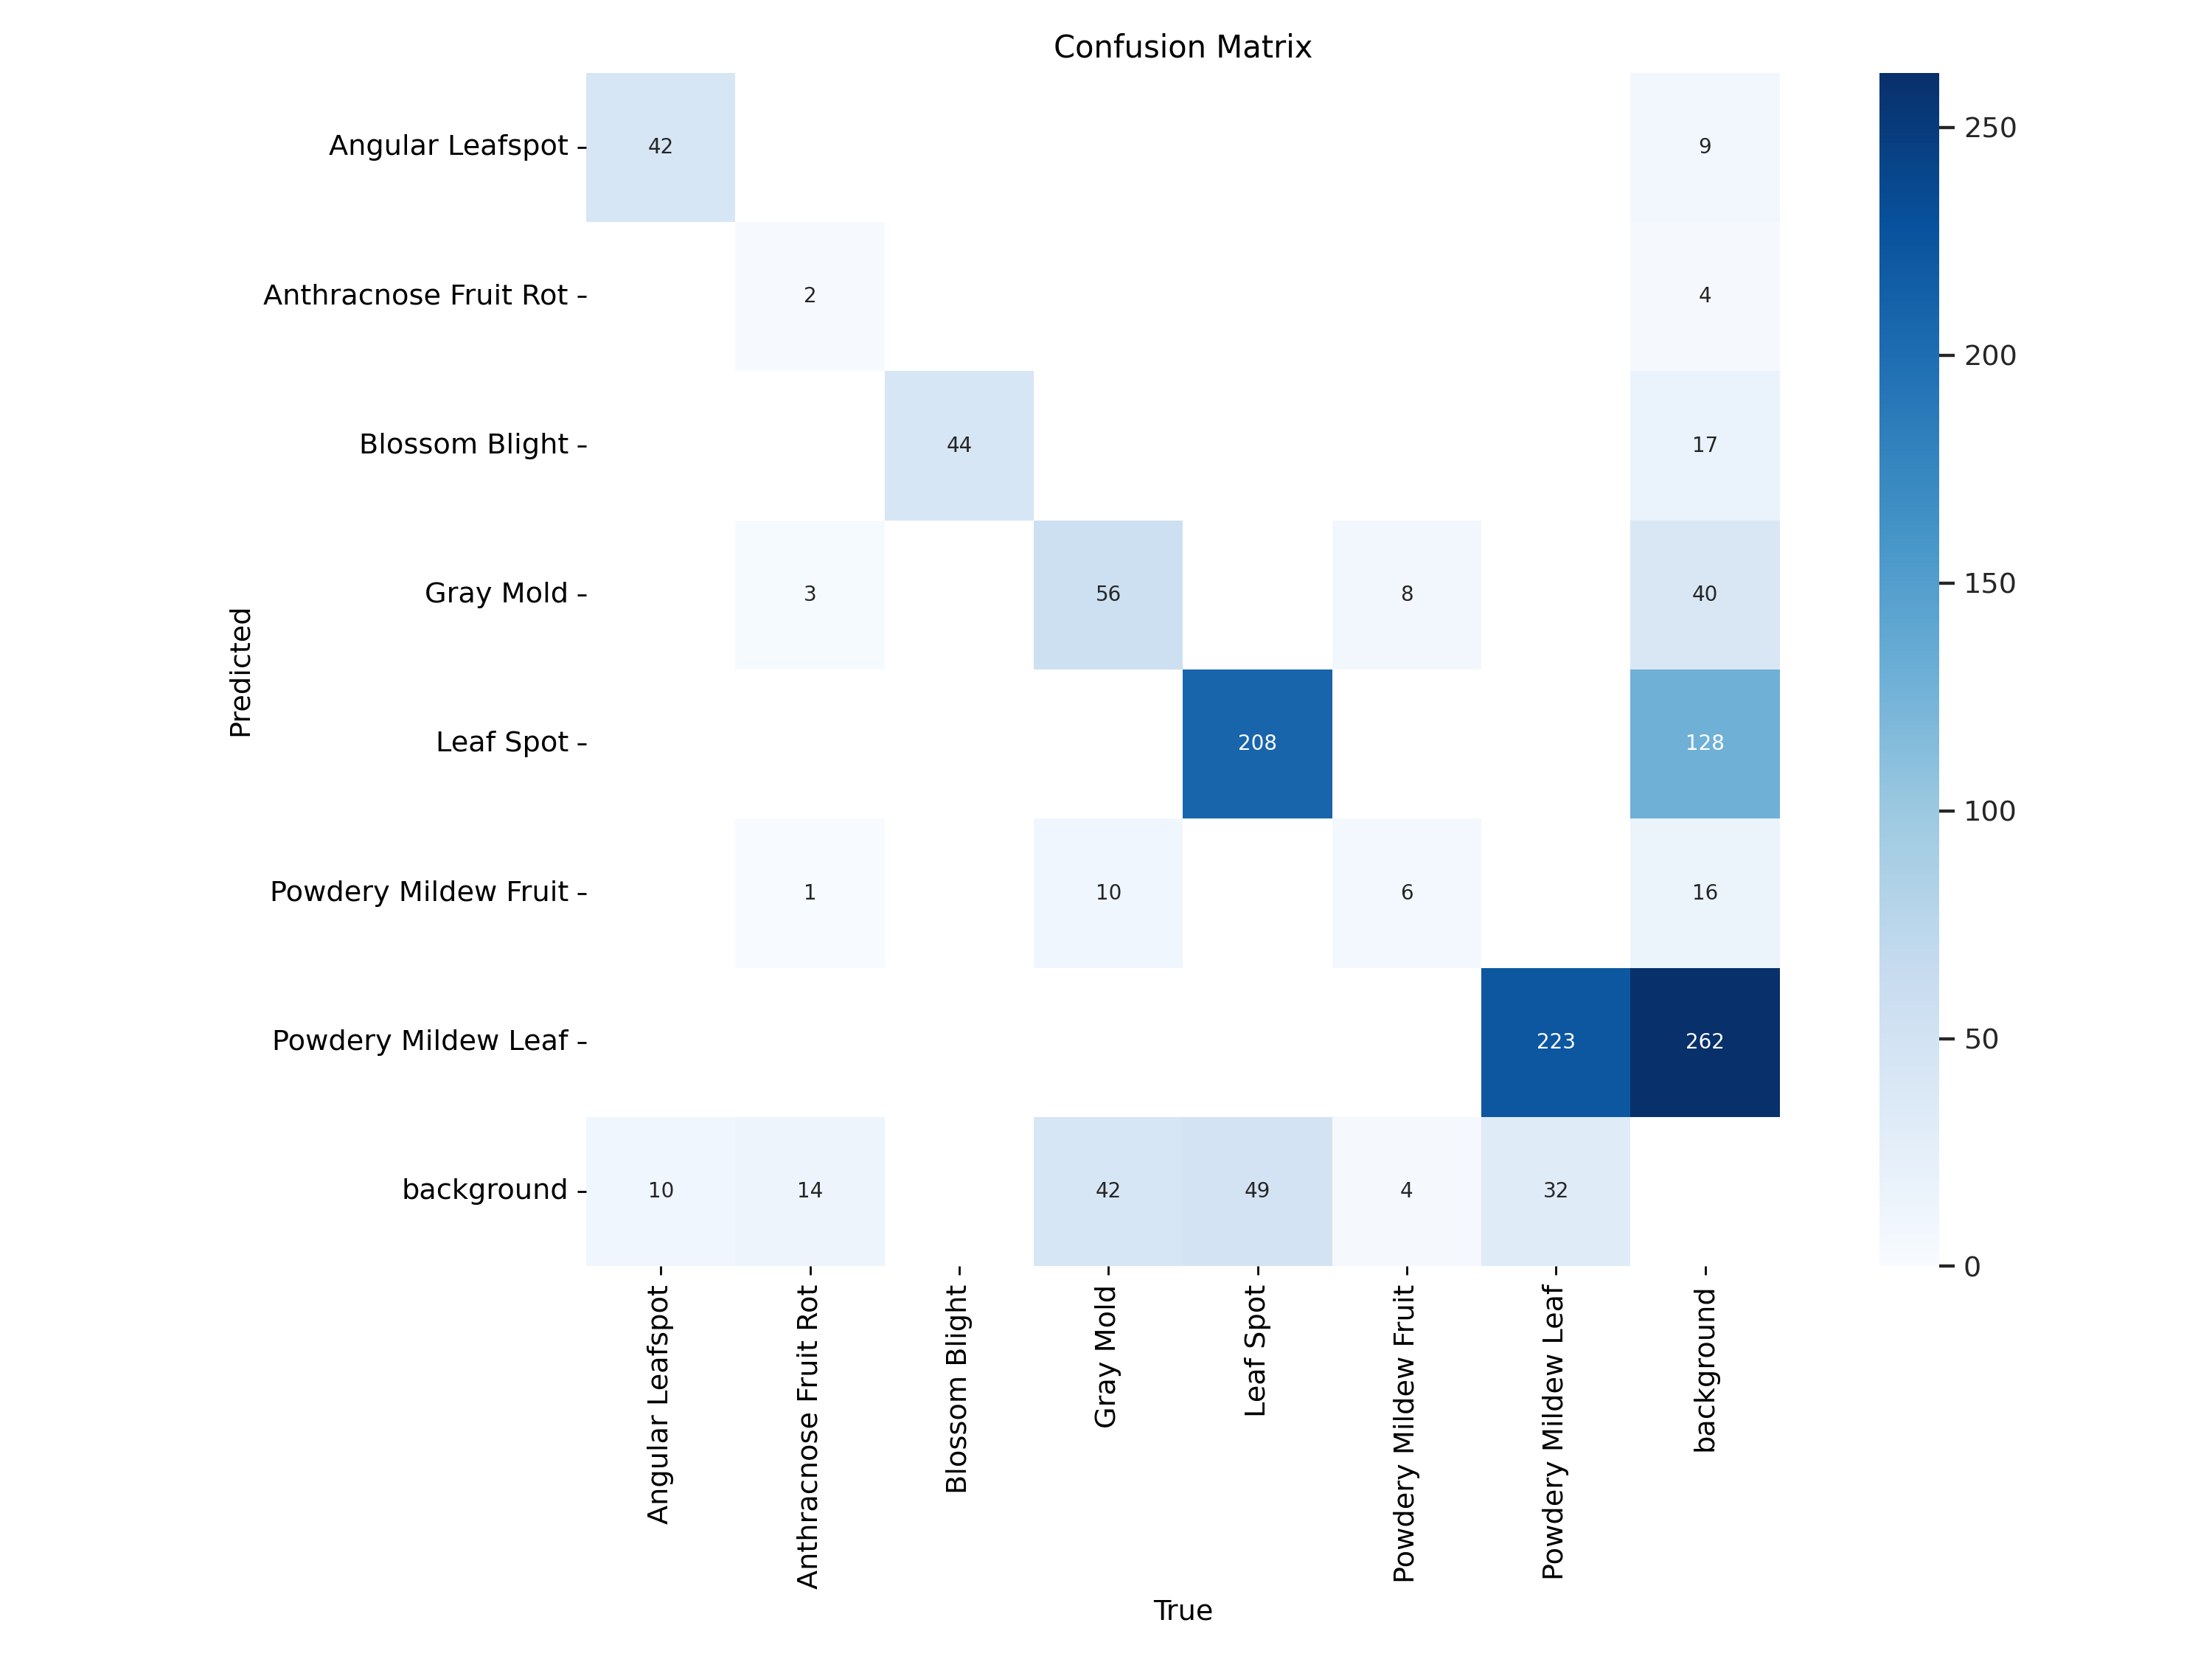 Confusion Matrix
Predicted
Angular Leafspot 42 9
Anthracnose Fruit Rot 2 4
Blossom Blight 44 17
Gray Mold 3 56 8 40
Leaf Spot 208 128
Powdery Mildew Fruit 1 10 6 16
Powdery Mildew Leaf 223 262
background 10 14 42 49 4 32
Angular Leafspot
Anthracnose Fruit Rot
Blossom Blight
Gray Mold
Leaf Spot
Powdery Mildew Fruit
Powdery Mildew Leaf
background
True
250
200
150
100
50
0